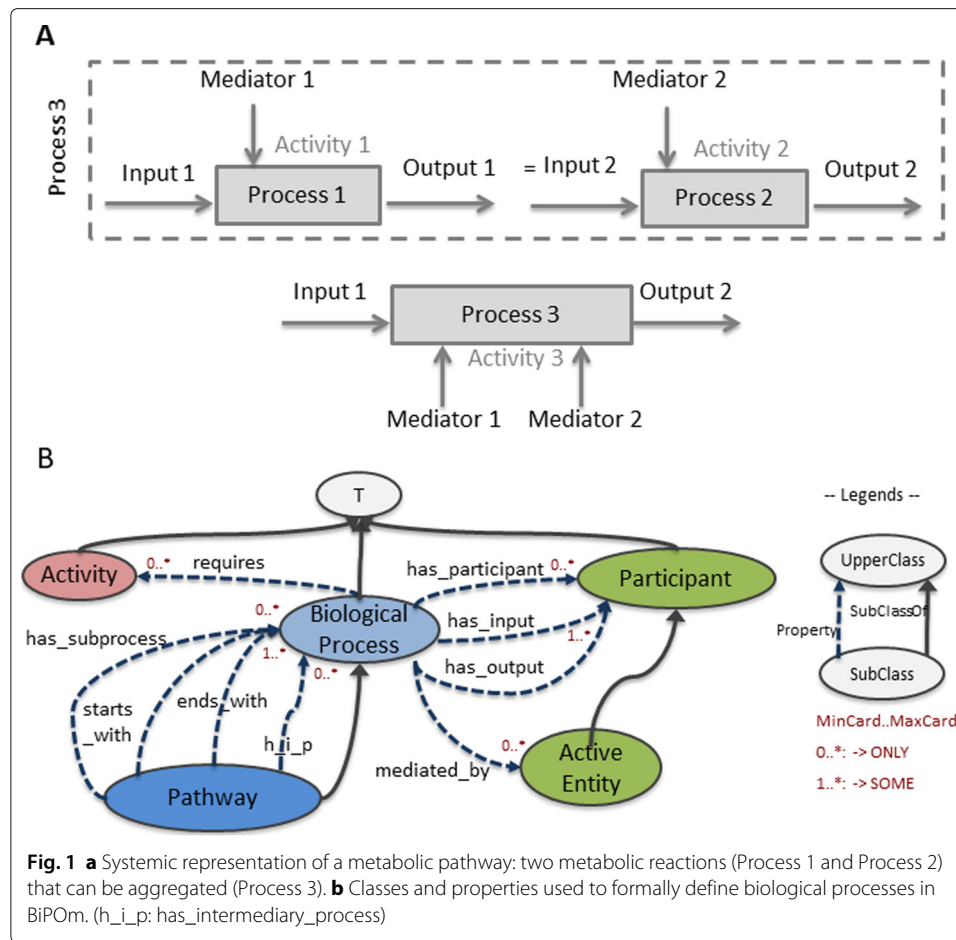 A
Process 3
Mediator 1
Mediator 2
Activity 1
Activity 2
Input 1
Output 1
= Input 2
Output 2
Process 1
Process 2
Input 1
Output 2
Process 3
Activity 3
Mediator 1
Mediator 2
B
T
-- Legends --
Activity
0..*
requires
has_participant
0..*
Participant
UpperClass
0..*
Biological
Process
has_input
1..*
SubClassOf
Property
has_subprocess
1..*
0..*
has_output
SubClass
starts
_with
ends_with
h_i_p
mediated_by
0..*
Active
Entity
MinCard..MaxCard
0..*: -> ONLY
1..*: -> SOME
Pathway
Fig. 1 a Systemic representation of a metabolic pathway: two metabolic reactions (Process 1 and Process 2)
that can be aggregated (Process 3). b Classes and properties used to formally define biological processes in
BiPOm. (h_i_p: has_intermediary_process)